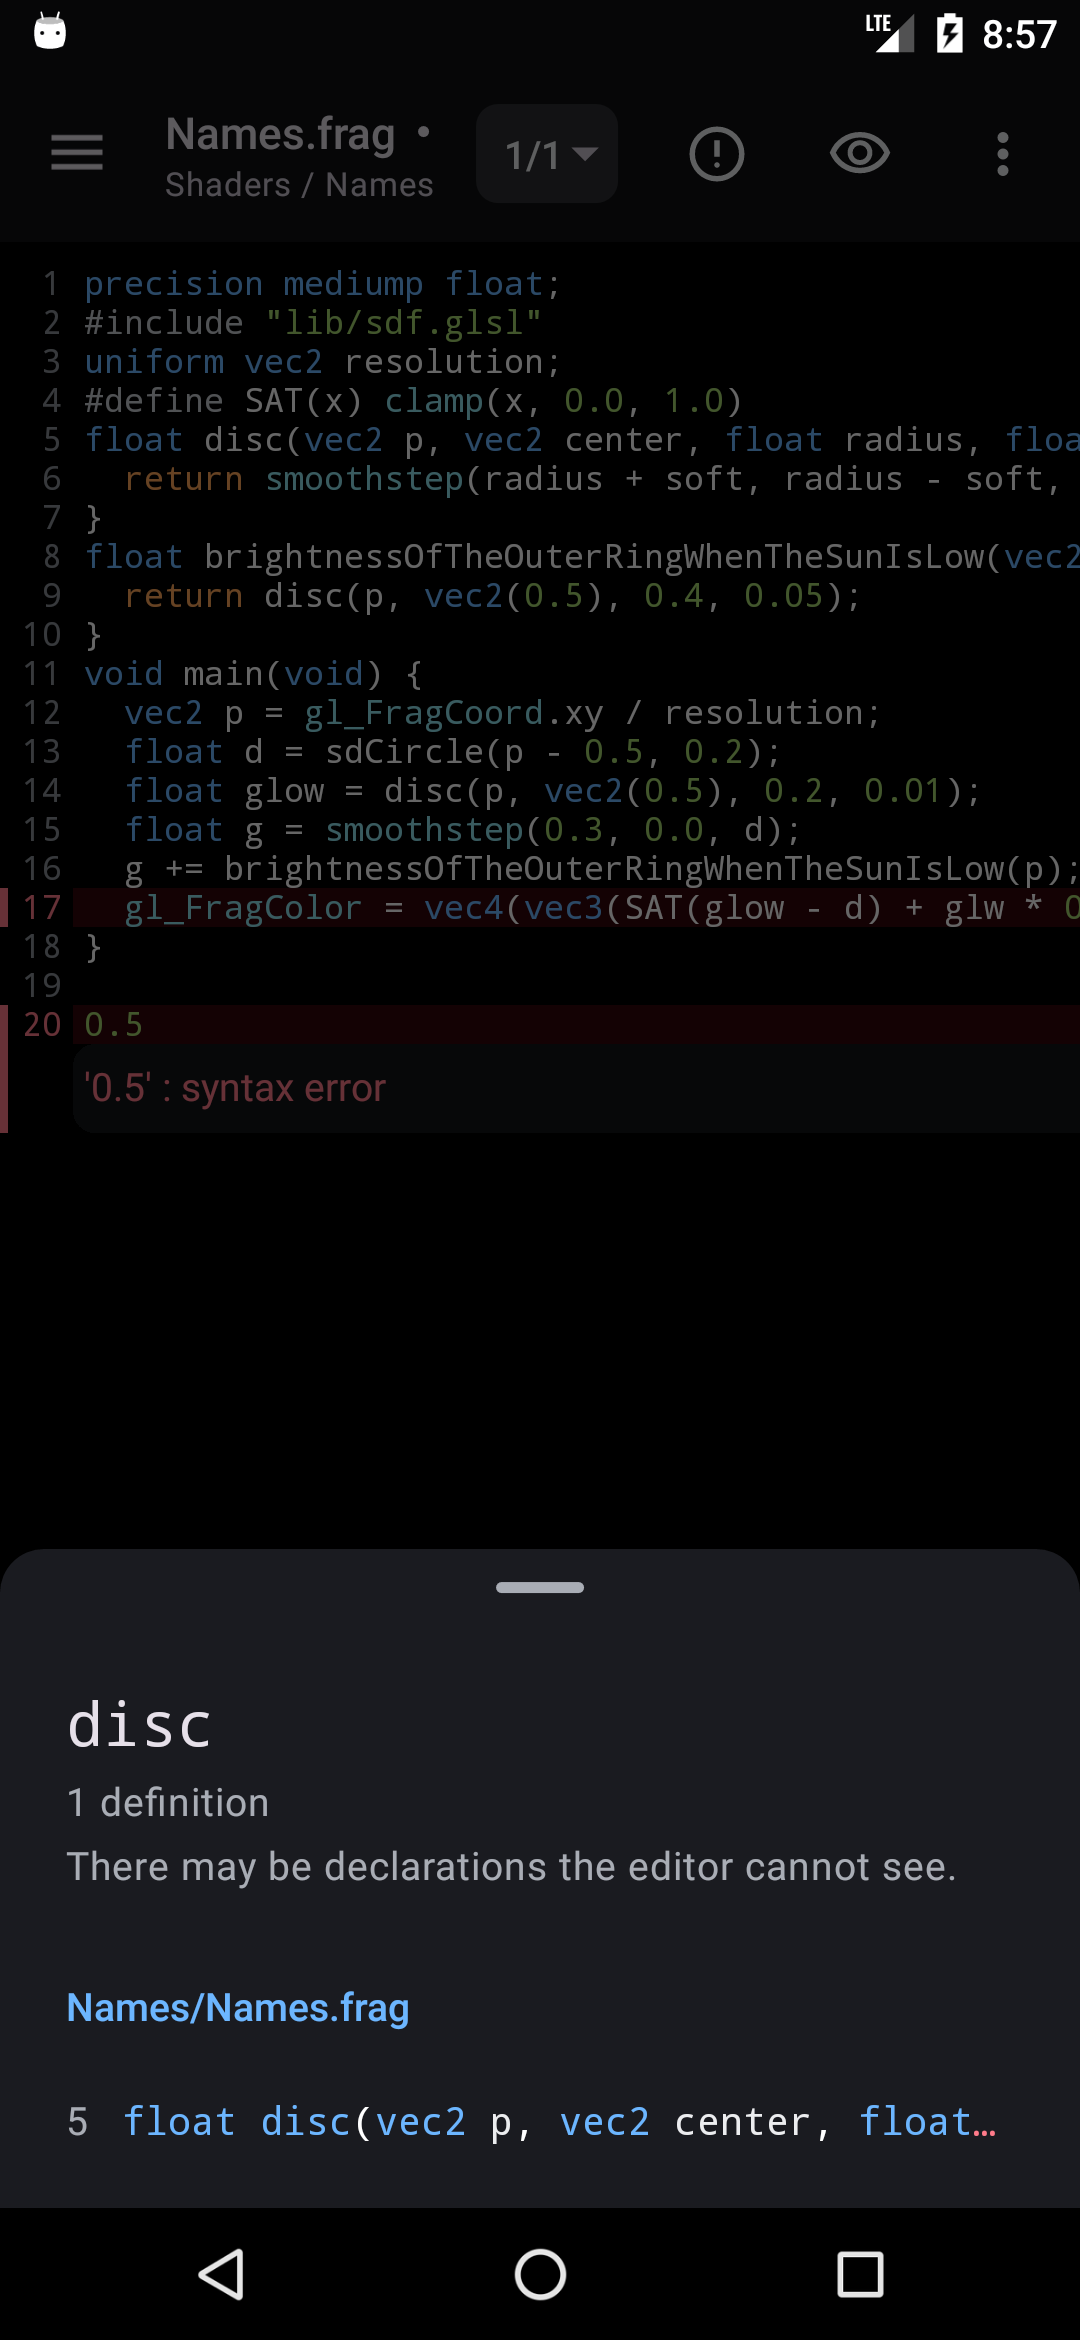 LTE 8:57
Names.frag •
Shaders / Names
1/1
1 precision mediump float;
2 #include "lib/sdf.glsl"
3 uniform vec2 resolution;
4 #define SAT(x) clamp(x, 0.0, 1.0)
5 float disc(vec2 p, vec2 center, float radius, floa
6 return smoothstep(radius + soft, radius - soft,
7 }
8 float brightnessOfTheOuterRingWhenTheSunIsLow(vec2
9 return disc(p, vec2(0.5), 0.4, 0.05);
10 }
11 void main(void) {
12 vec2 p = gl_FragCoord.xy / resolution;
13 float d = sdCircle(p - 0.5, 0.2);
14 float glow = disc(p, vec2(0.5), 0.2, 0.01);
15 float g = smoothstep(0.3, 0.0, d);
16 g += brightnessOfTheOuterRingWhenTheSunIsLow(p);
17 gl_FragColor = vec4(vec3(SAT(glow - d) + glw * 0
18 }
19
20 0.5
'0.5' : syntax error
disc
1 definition
There may be declarations the editor cannot see.
Names/Names.frag
5 float disc(vec2 p, vec2 center, float…